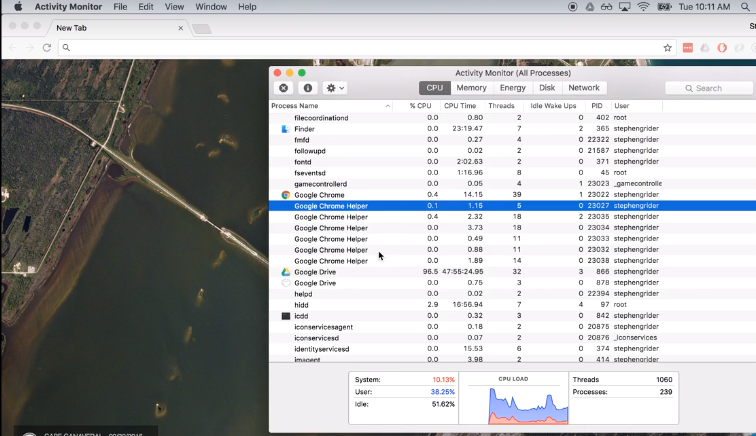 Activity Monitor File Edit View Window Help Tue 10:11 AM
New Tab
Activity Monitor (All Processes)
CPU Memory Energy Disk Network Search
Process Name % CPU CPU Time Threads Idle Wake Ups PID User
filecoordinationd 0.0 0.80 2 0 402 root
Finder 0.0 23:19.47 7 2 365 stephengrider
fmfd 0.0 0.27 4 0 22322 stephengrider
followupd 0.0 0.02 2 0 21587 stephengrider
fontd 0.0 2:02.63 2 0 371 stephengrider
fseventsd 0.0 1:16.96 8 0 45 root
gamecontrollerd 0.0 0.05 4 1 23023 _gamecontrolle
Google Chrome 0.4 14.15 39 1 23022 stephengrider
Google Chrome Helper 0.1 1.15 5 0 23027 stephengrider
Google Chrome Helper 0.4 2.32 18 2 23035 stephengrider
Google Chrome Helper 0.0 3.73 18 0 23034 stephengrider
Google Chrome Helper 0.0 0.49 11 0 23033 stephengrider
Google Chrome Helper 0.0 0.88 11 0 23032 stephengrider
Google Chrome Helper 0.0 1.89 14 0 23038 stephengrider
Google Drive 96.5 47:55:24.95 32 3 866 stephengrider
Google Drive 0.0 0.75 3 0 878 stephengrider
helpd 0.0 0.02 2 0 22394 stephengrider
hidd 2.9 16:56.94 7 4 97 root
icdd 0.0 0.32 3 0 842 stephengrider
iconservicesagent 0.0 0.18 2 0 20875 stephengrider
iconservicesd 0.0 0.07 2 0 20876 _iconservices
identityservicesd 0.0 15.53 6 0 374 stephengrider
imagent 0.0 3.98 2 0 414 stephengrider
System: 10.13% CPU LOAD Threads 1060
User: 38.25% Processes: 239
Idle: 51.62%